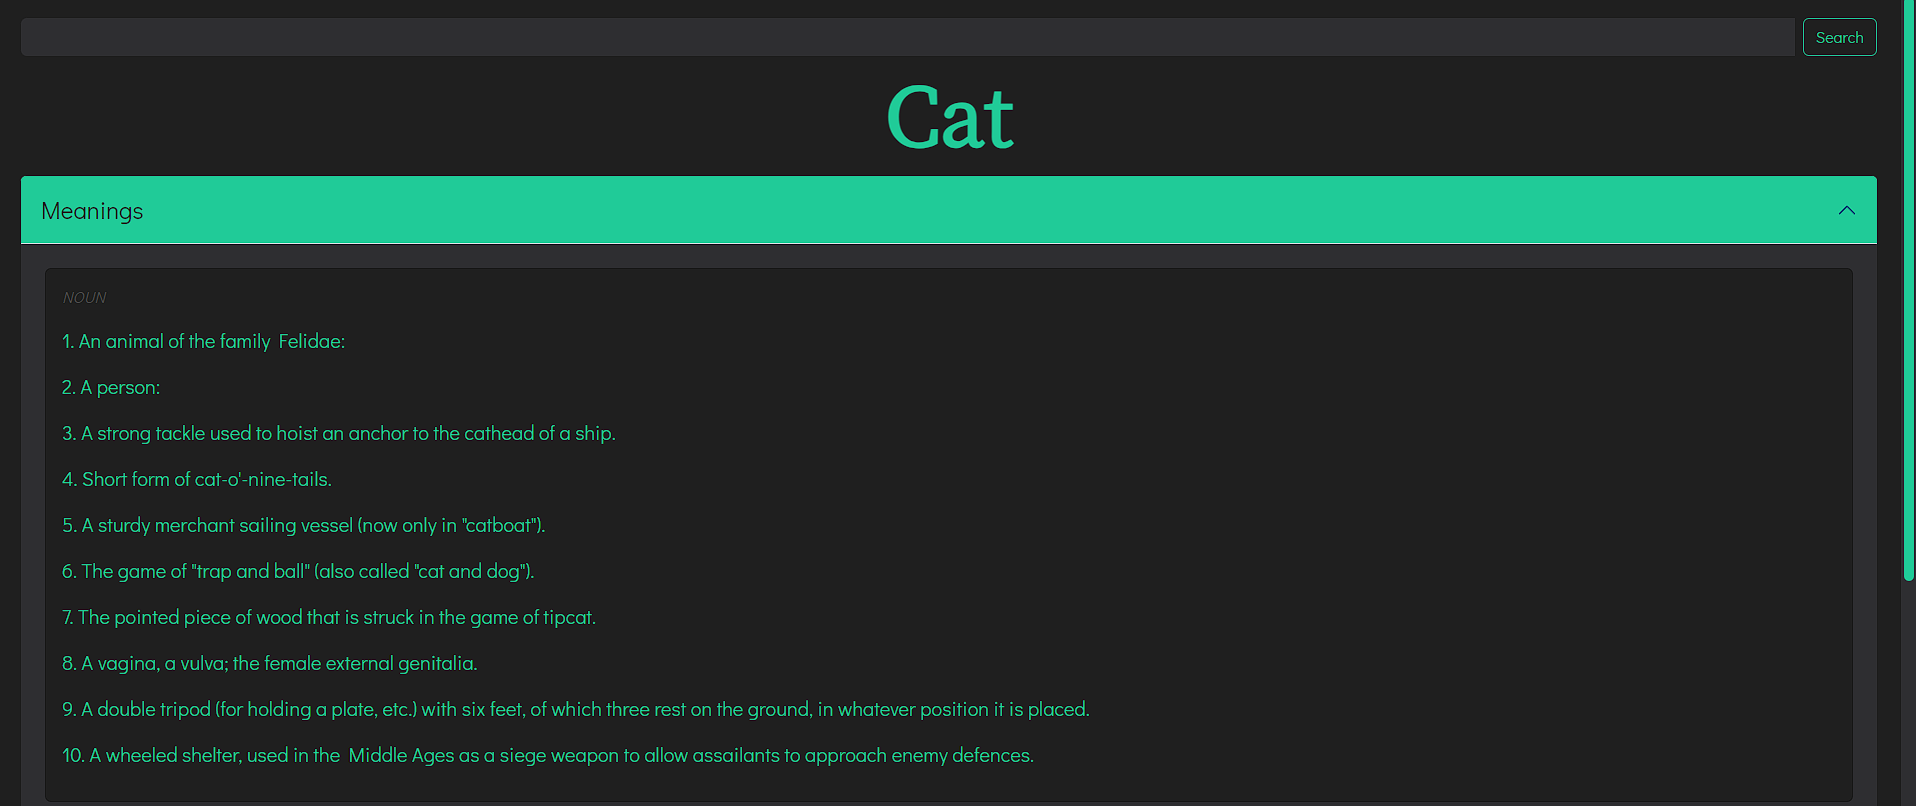 Search
Cat
Meanings
NOUN
1. An animal of the family Felidae:
2. A person:
3. A strong tackle used to hoist an anchor to the cathead of a ship.
4. Short form of cat-o'-nine-tails.
5. A sturdy merchant sailing vessel (now only in "catboat").
6. The game of "trap and ball" (also called "cat and dog").
7. The pointed piece of wood that is struck in the game of tipcat.
8. A vagina, a vulva; the female external genitalia.
9. A double tripod (for holding a plate, etc.) with six feet, of which three rest on the ground, in whatever position it is placed.
10. A wheeled shelter, used in the Middle Ages as a siege weapon to allow assailants to approach enemy defences.